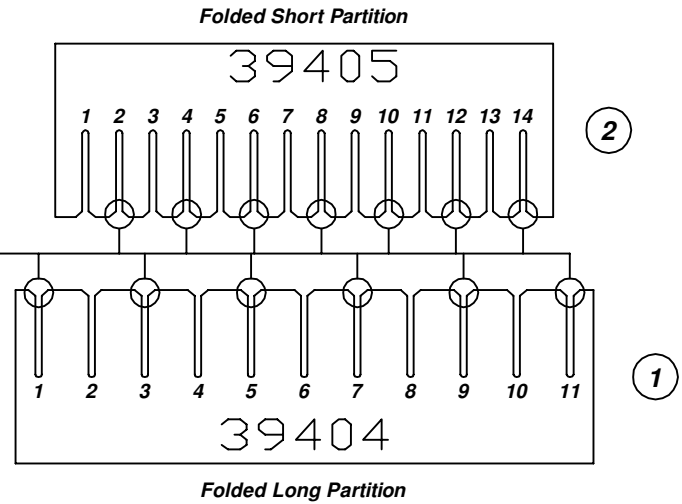 Folded Short Partition
39405
1 2 3 4 5 6 7 8 9 10 11 12 13 14
2
1 2 3 4 5 6 7 8 9 10 11
1
39404
Folded Long Partition